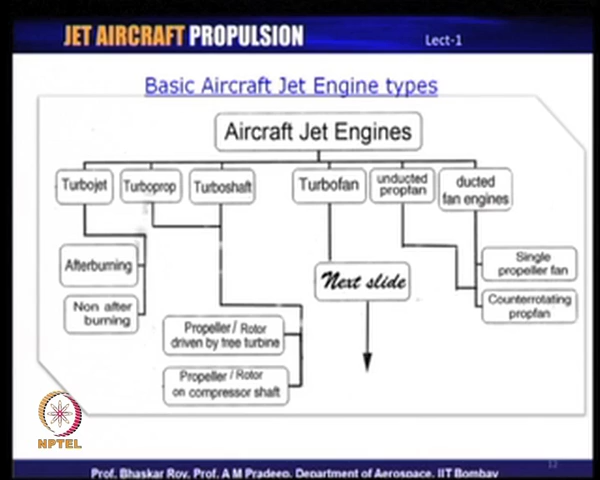 JET AIRCRAFT PROPULSION
Lect-1
Basic Aircraft Jet Engine types
Aircraft Jet Engines
Turbojet
Turboprop
Turboshaft
Turbofan
unducted
propfan
ducted
fan engines
Afterburning
Non after
burning
Next slide
Single
propeller fan
Counterrotating
propfan
Propeller/ Rotor
driven by free turbine
Propeller/ Rotor
on compressor shaft
NPTEL
12
Prof. Bhaskar Roy, Prof. A M Pradeep, Department of Aerospace, IIT Bombay